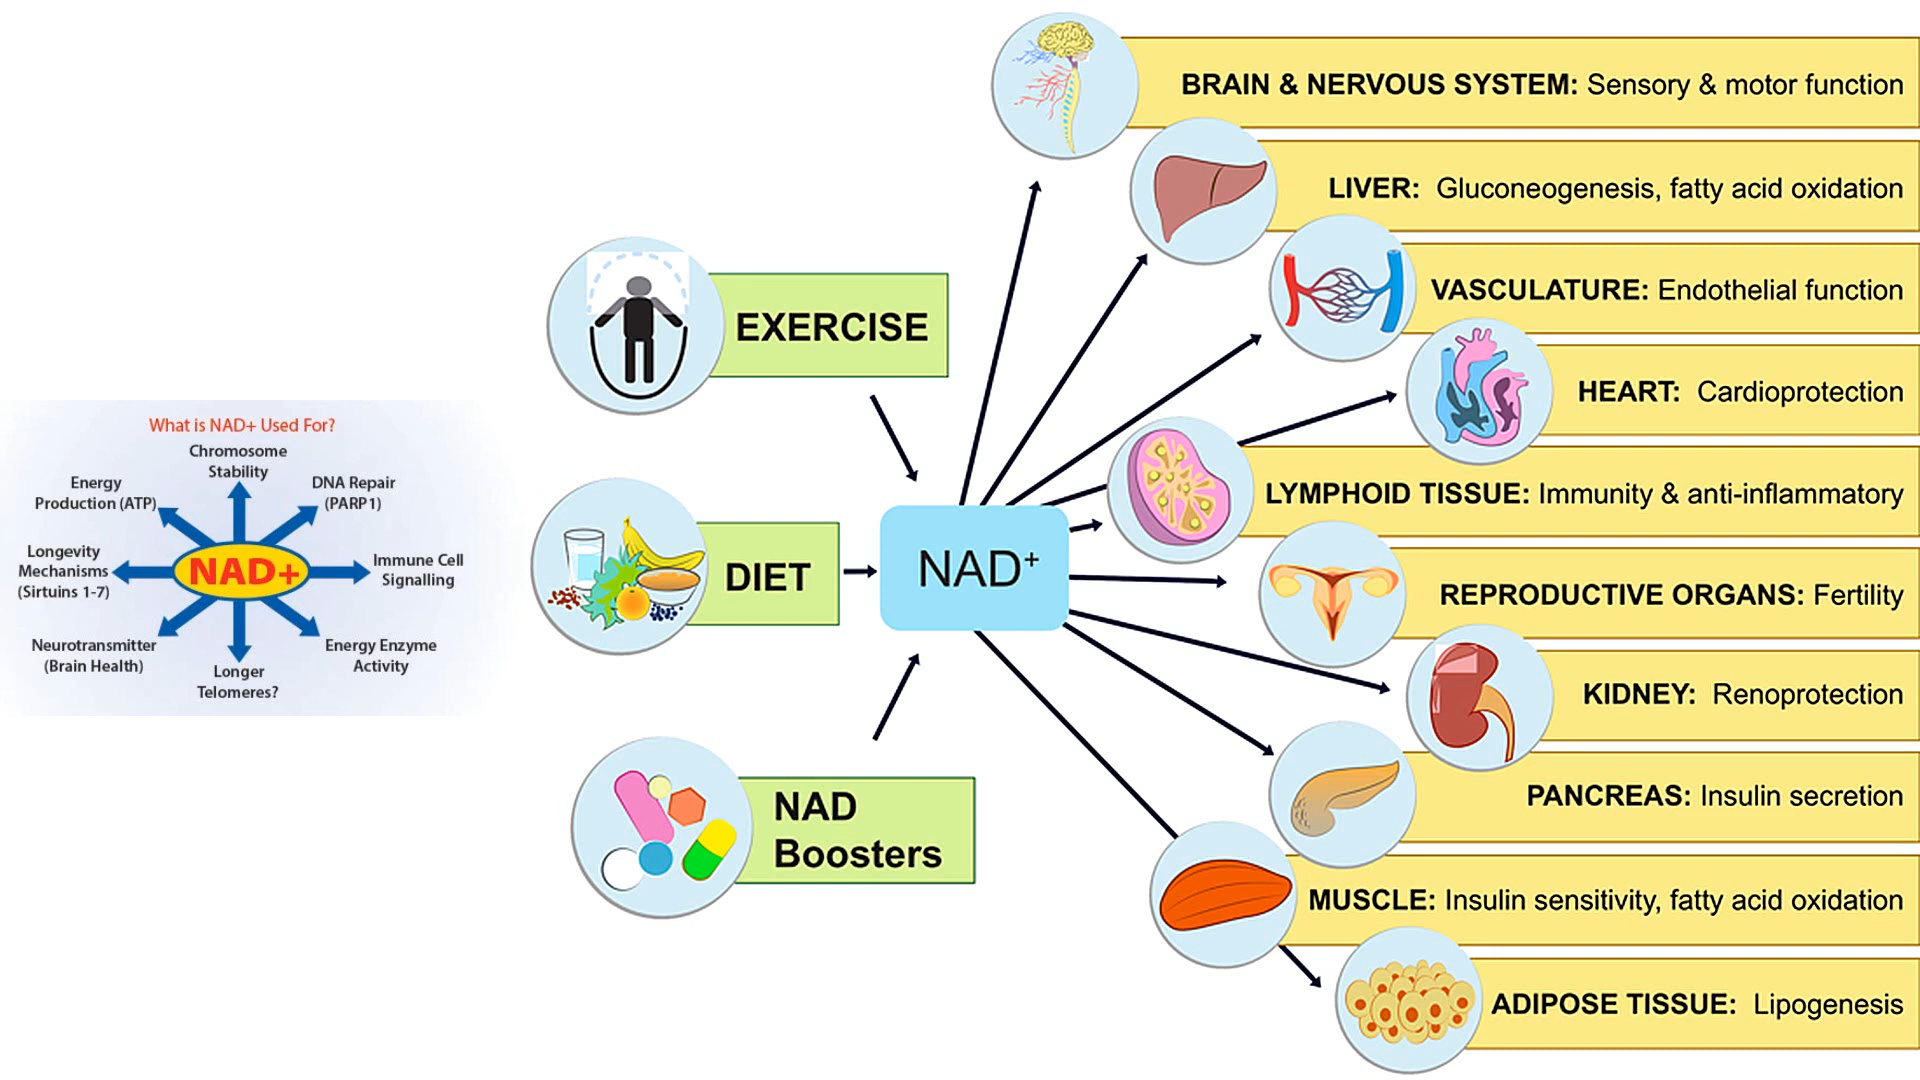 What is NAD+ Used For?
Chromosome
Stability
Energy
Production (ATP)
DNA Repair
(PARP1)
Longevity
Mechanisms
(Sirtuins 1-7)
NAD+
Immune Cell
Signalling
Neurotransmitter
(Brain Health)
Longer
Telomeres?
Energy Enzyme
Activity
EXERCISE
DIET
NAD
Boosters
NAD⁺
BRAIN & NERVOUS SYSTEM: Sensory & motor function
LIVER: Gluconeogenesis, fatty acid oxidation
VASCULATURE: Endothelial function
HEART: Cardioprotection
LYMPHOID TISSUE: Immunity & anti-inflammatory
REPRODUCTIVE ORGANS: Fertility
KIDNEY: Renoprotection
PANCREAS: Insulin secretion
MUSCLE: Insulin sensitivity, fatty acid oxidation
ADIPOSE TISSUE: Lipogenesis